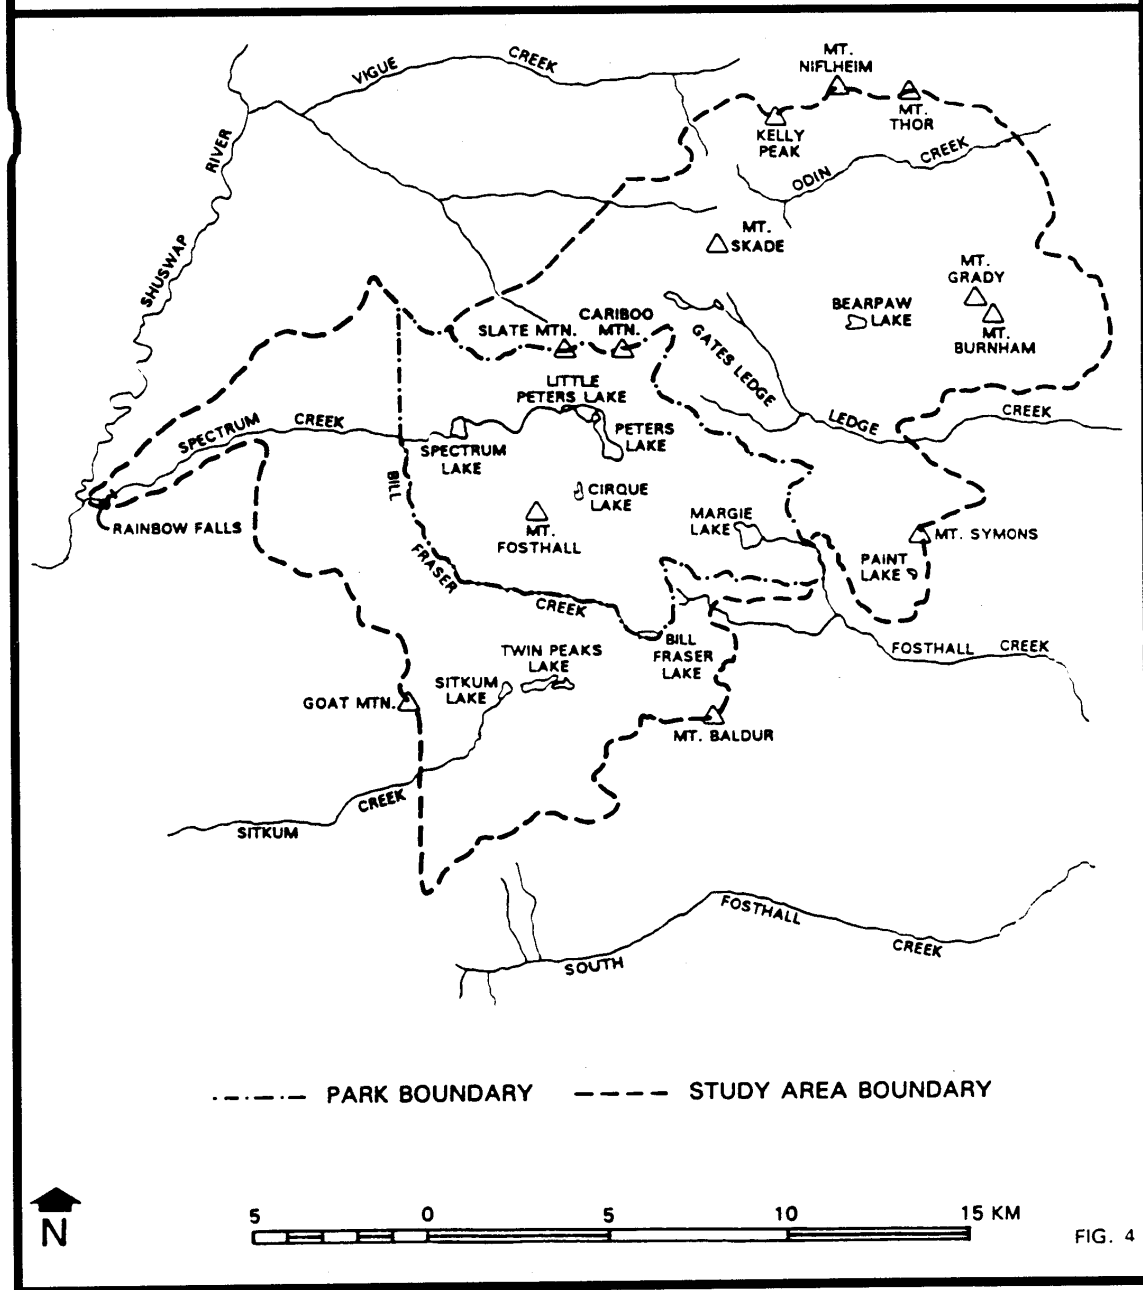 MT.
NIFLHEIM
VIGUE CREEK
MT.
THOR
KELLY
PEAK
ODIN CREEK
SHUSWAP RIVER
MT.
SKADE
MT.
GRADY
BEARPAW
LAKE
MT.
BURNHAM
SLATE MTN.
CARIBOO
MTN.
GATES LEDGE
LITTLE
PETERS LAKE
LEDGE CREEK
SPECTRUM CREEK
PETERS
LAKE
SPECTRUM
LAKE
BILL FRASER CREEK
CIRQUE
LAKE
RAINBOW FALLS
MT.
FOSTHALL
MARGIE
LAKE
MT. SYMONS
PAINT
LAKE
BILL
FRASER
LAKE
FOSTHALL CREEK
TWIN PEAKS
LAKE
SITKUM
LAKE
GOAT MTN.
MT. BALDUR
SITKUM CREEK
SOUTH FOSTHALL CREEK
PARK BOUNDARY
STUDY AREA BOUNDARY
N
5 0 5 10 15 KM
FIG. 4